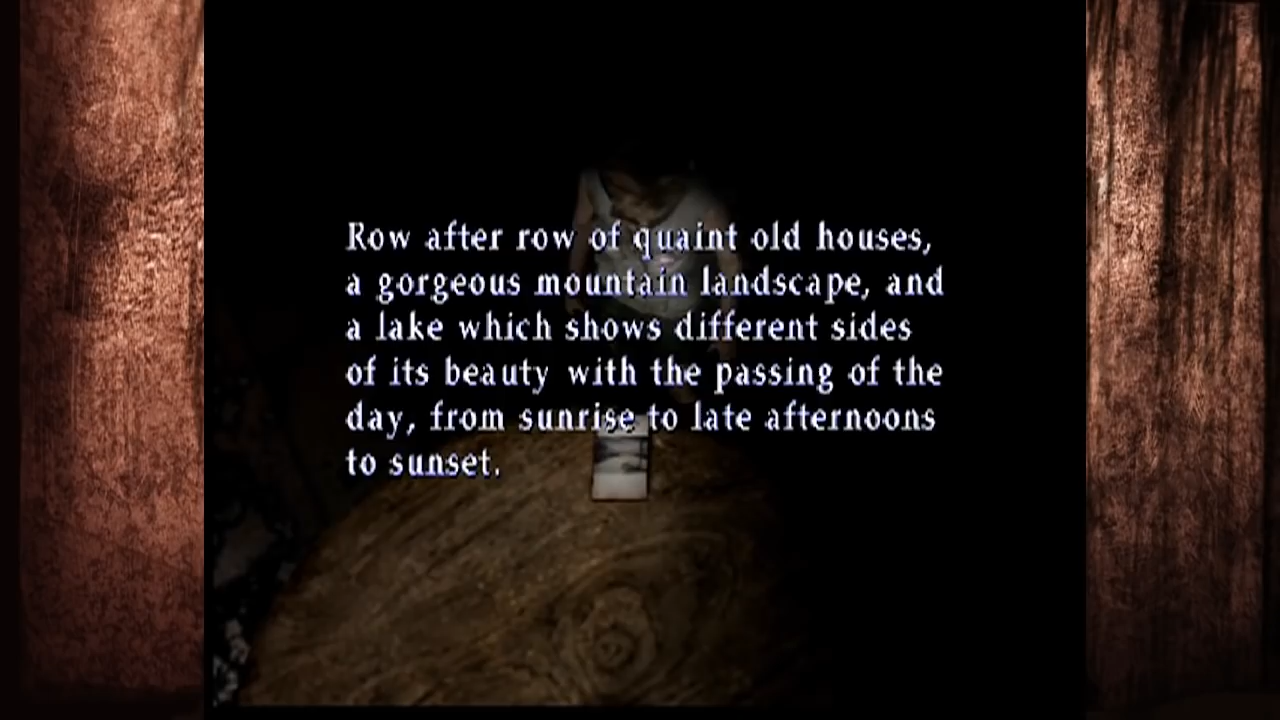 Row after row of quaint old houses,
a gorgeous mountain landscape, and
a lake which shows different sides
of its beauty with the passing of the
day, from sunrise to late afternoons
to sunset.